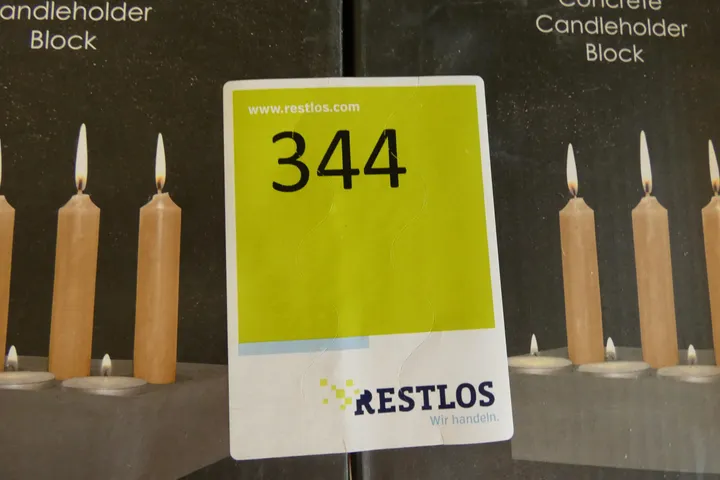 andleholder
Block
Concrete
Candleholder
Block
www.restlos.com
344
RESTLOS
Wir handeln.